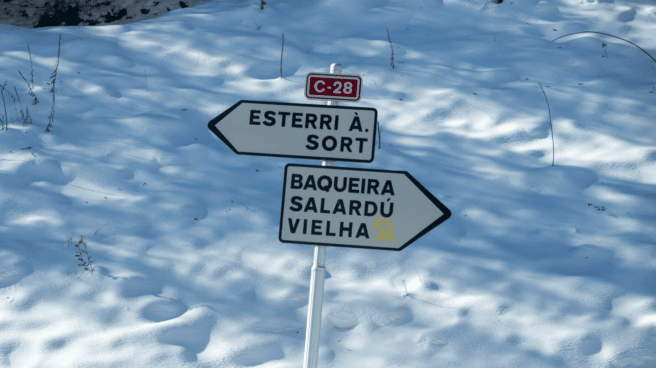 C-28
ESTERRI À.
SORT
BAQUEIRA
SALARDÚ
VIELHA